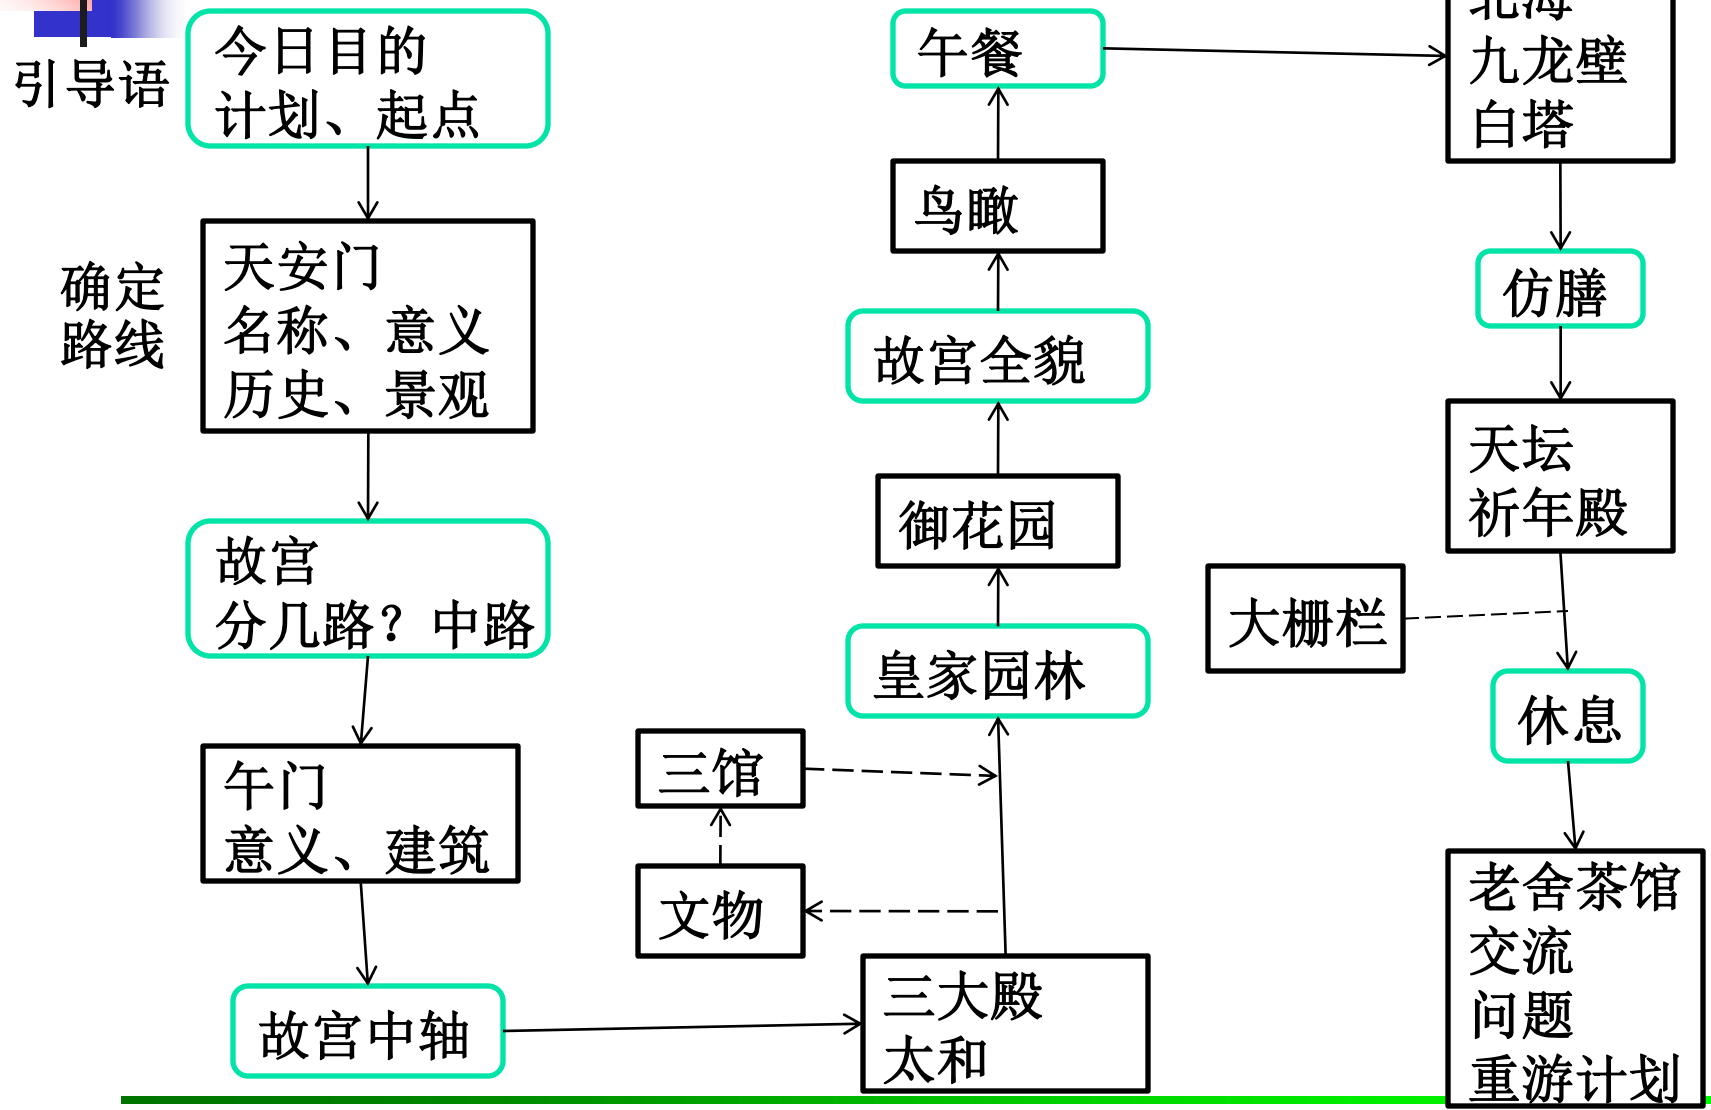 引导语
今日目的
计划、起点
确定
路线
天安门
名称、意义
历史、景观
故宫
分几路？中路
午门
意义、建筑
故宫中轴
三大殿
太和
文物
三馆
皇家园林
御花园
故宫全貌
鸟瞰
午餐
北海
九龙壁
白塔
仿膳
天坛
祈年殿
大栅栏
休息
老舍茶馆
交流
问题
重游计划